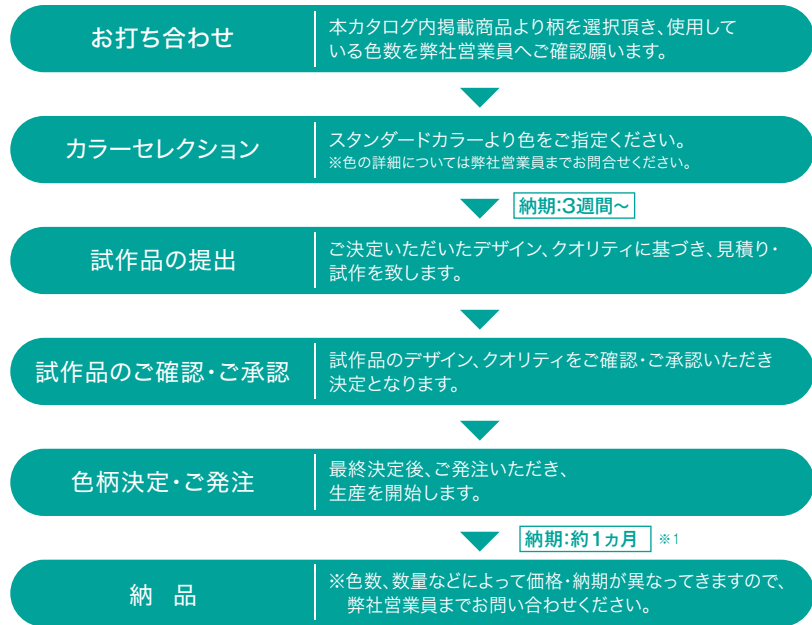 お打ち合わせ
本カタログ内掲載商品より柄を選択頂き、使用して
いる色数を弊社営業員へご確認願います。
カラーセレクション
スタンダードカラーより色をご指定ください。
※色の詳細については弊社営業員までお問合せください。
納期:3週間〜
試作品の提出
ご決定いただいたデザイン、クオリティに基づき、見積り・
試作を致します。
試作品のご確認・ご承認
試作品のデザイン、クオリティをご確認・ご承認いただき
決定となります。
色柄決定・ご発注
最終決定後、ご発注いただき、
生産を開始します。
納期:約1ヵ月 ※1
納　品
※色数、数量などによって価格・納期が異なってきますので、
弊社営業員までお問い合わせください。